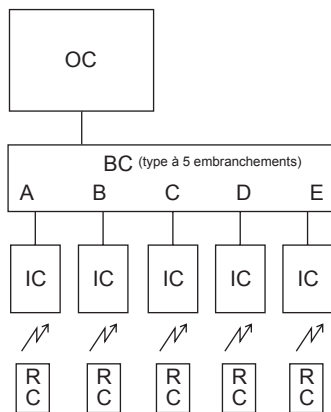 OC
BC (type à 5 embranchements)
A B C D E
IC IC IC IC IC
R R R R R
C C C C C